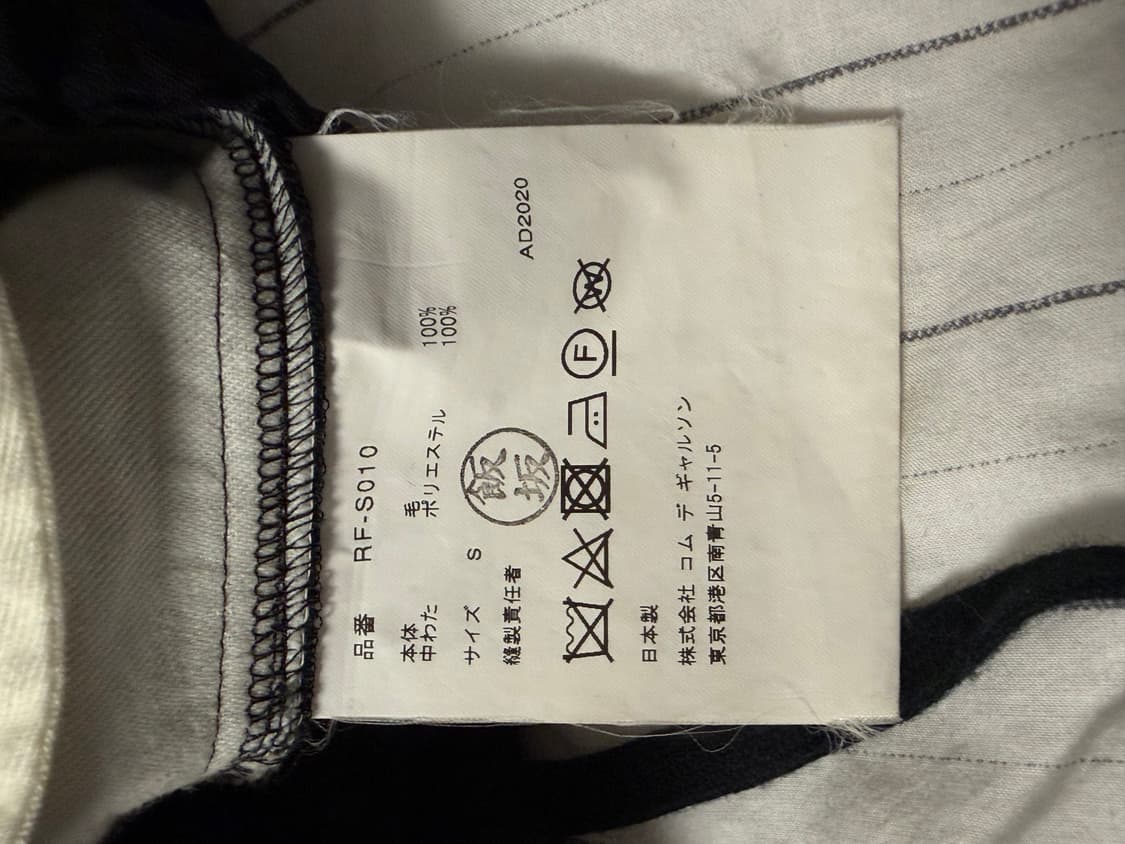 品番 RF-S010
本体 毛 100%
中わた ポリエステル 100%
サイズ S
縫製責任者 飯坂
AD2020
F
W
日本製
株式会社 コム デ ギャルソン
東京都港区南青山5-11-5